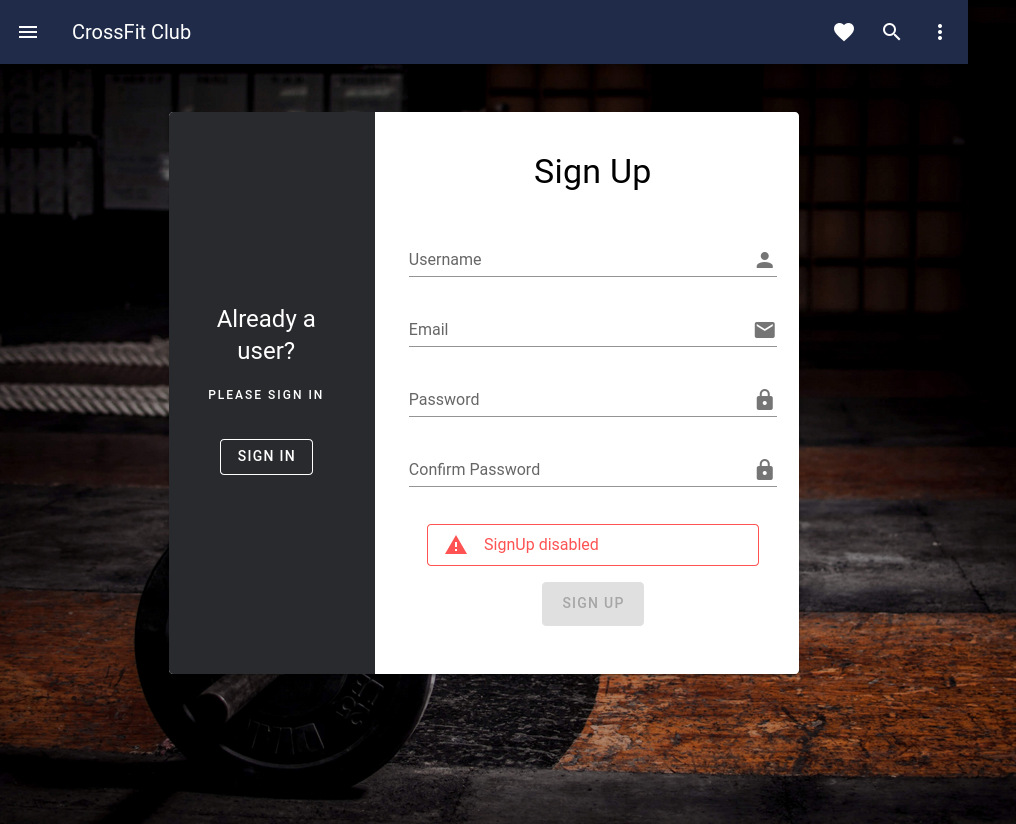 CrossFit Club
Already a
user?
PLEASE SIGN IN
SIGN IN
Sign Up
Username
Email
Password
Confirm Password
SignUp disabled
SIGN UP